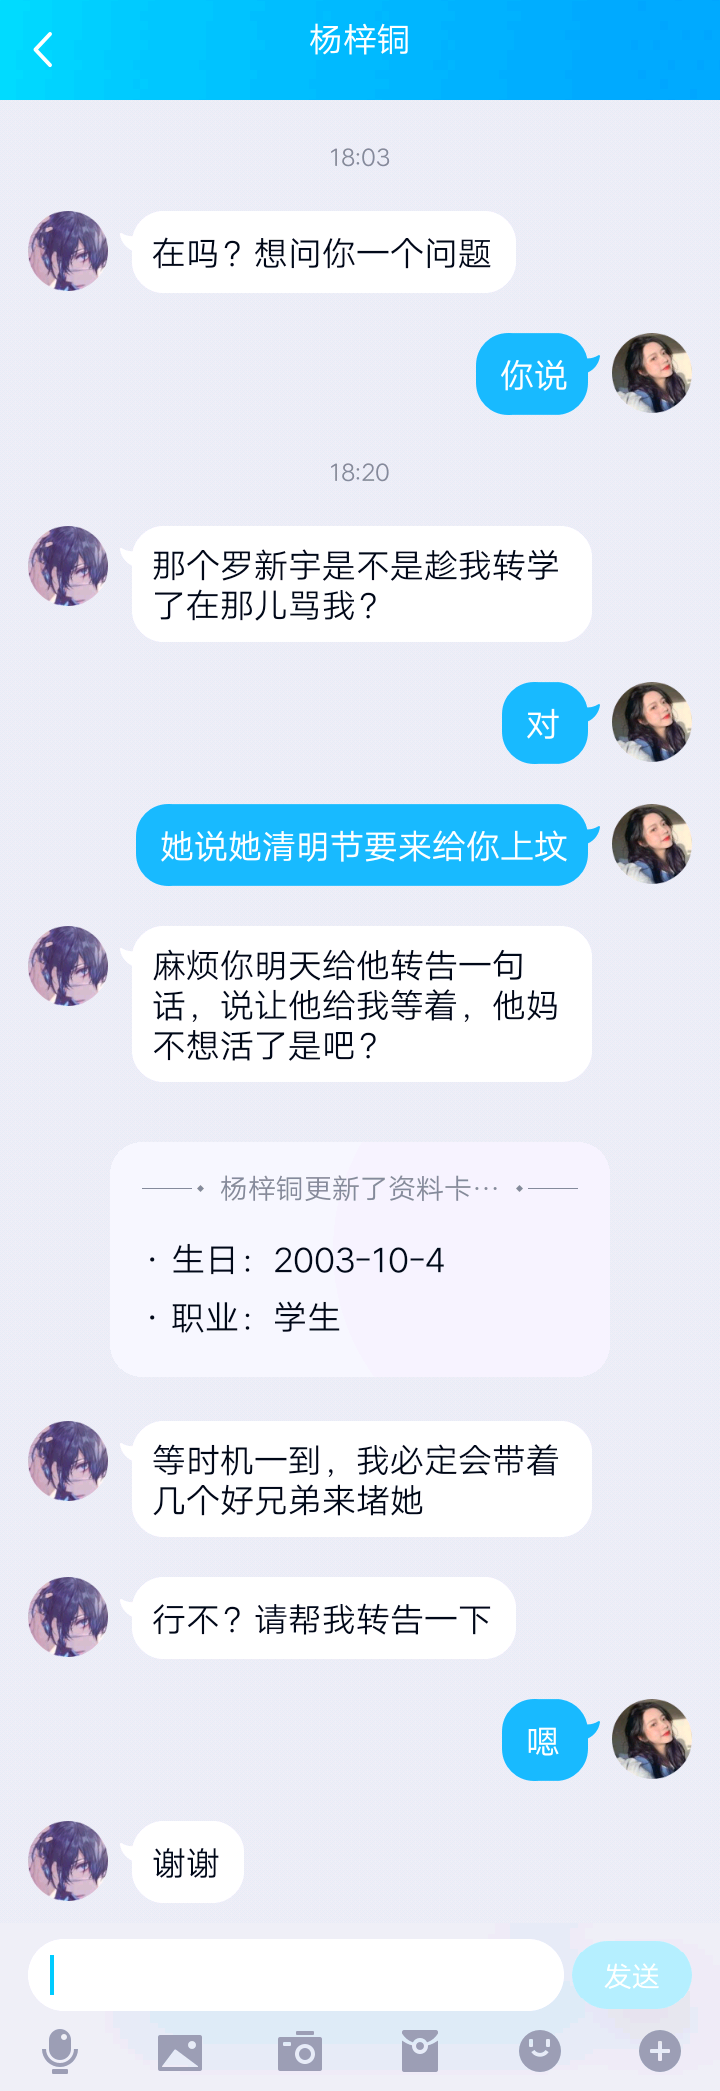 杨梓铜
18:03
在吗？想问你一个问题
你说
18:20
那个罗新宇是不是趁我转学
了在那儿骂我？
对
她说她清明节要来给你上坟
麻烦你明天给他转告一句
话，说让他给我等着，他妈
不想活了是吧？
杨梓铜更新了资料卡…
· 生日：2003-10-4
· 职业：学生
等时机一到，我必定会带着
几个好兄弟来堵她
行不？请帮我转告一下
嗯
谢谢
发送